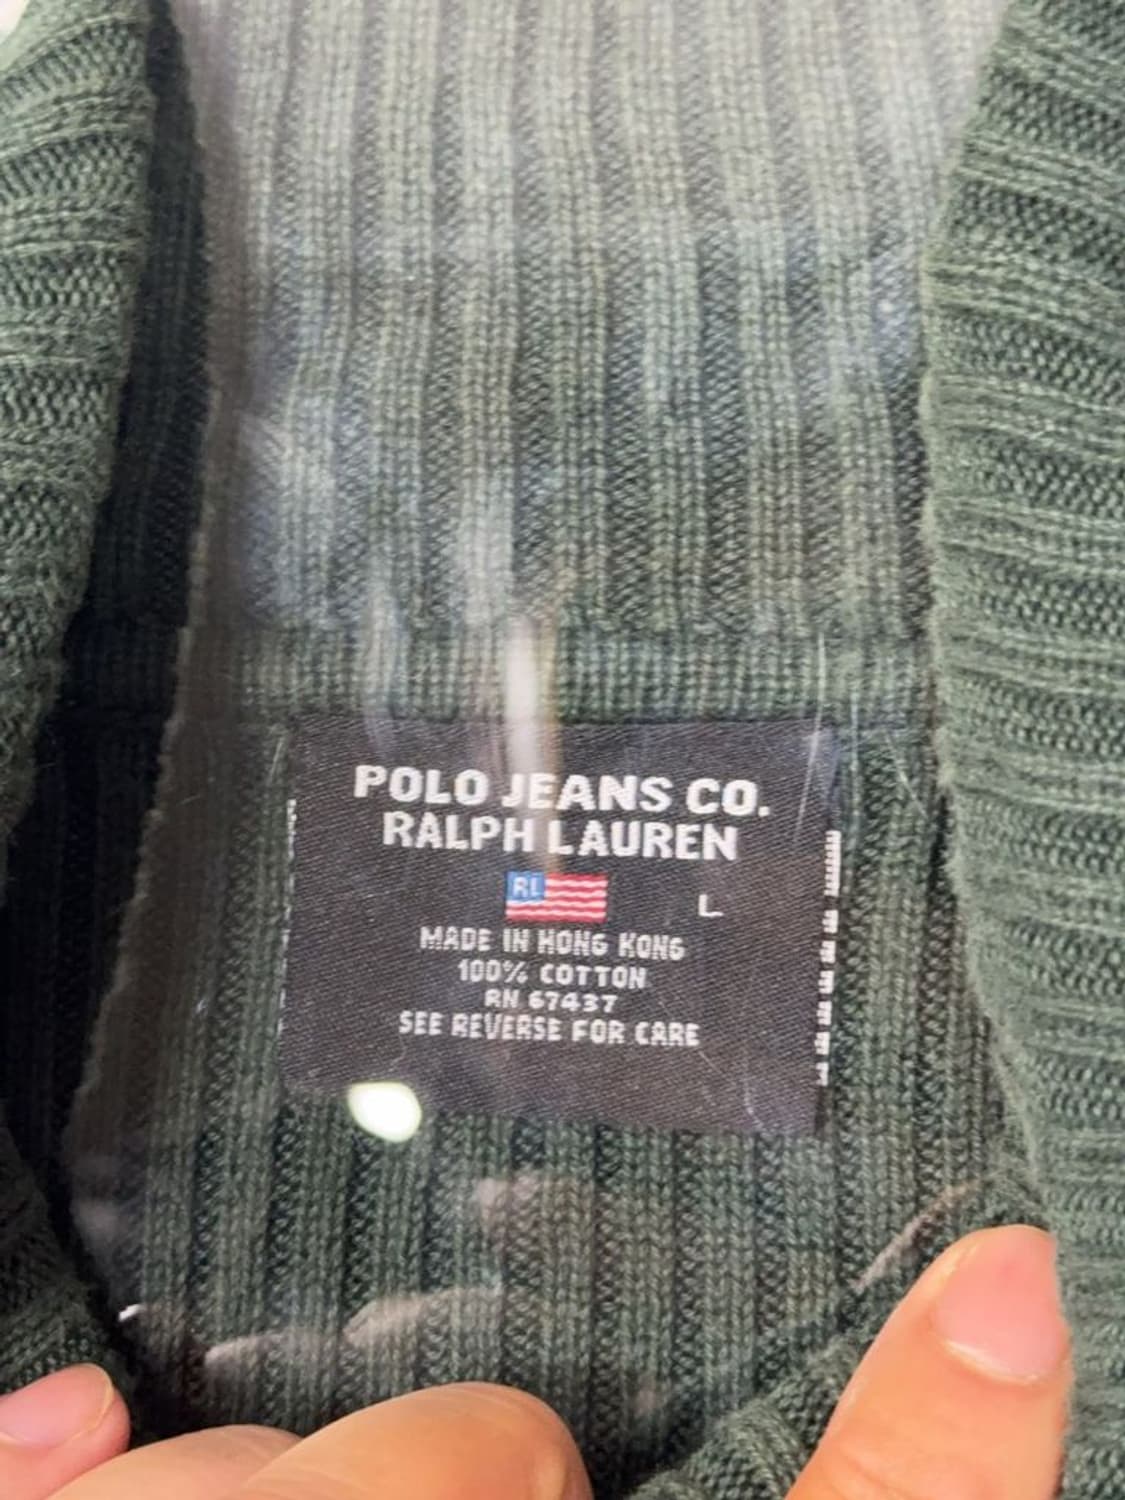 POLO JEANS CO.
RALPH LAUREN
RL
L
MADE IN HONG KONG
100% COTTON
RN 67437
SEE REVERSE FOR CARE